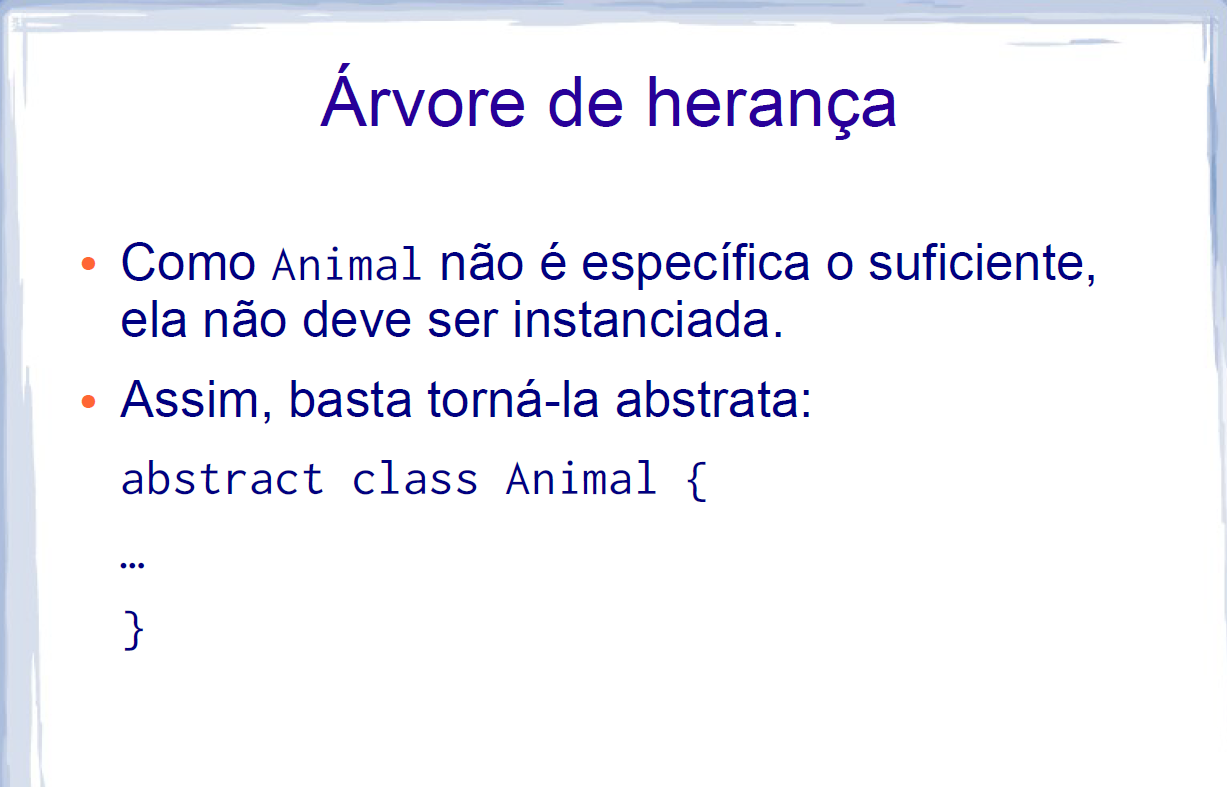 Árvore de herança
• Como Animal não é específica o suficiente,
ela não deve ser instanciada.
• Assim, basta torná-la abstrata:
abstract class Animal {
…
}